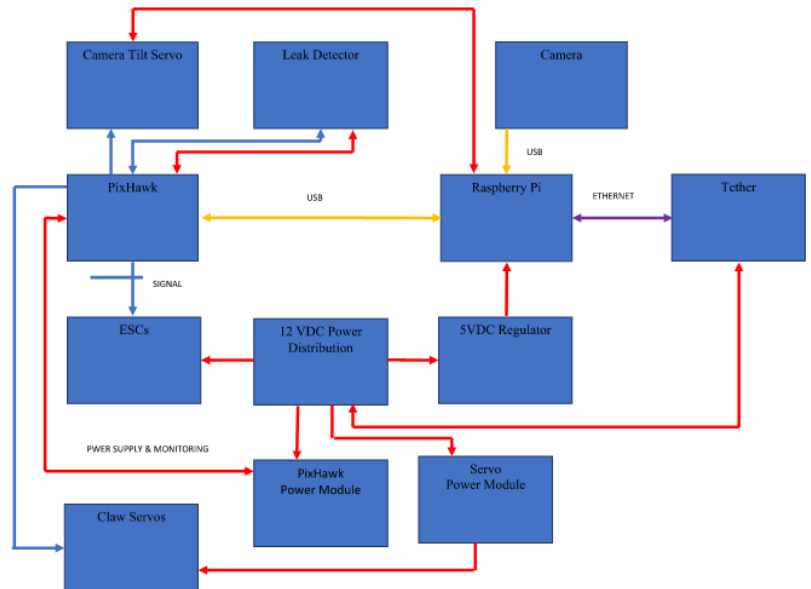 Camera Tilt Servo
Leak Detector
Camera
USB
PixHawk
USB
Raspberry Pi
ETHERNET
Tether
SIGNAL
ESCs
12 VDC Power
Distribution
5VDC Regulator
PWER SUPPLY & MONITORING
PixHawk
Power Module
Servo
Power Module
Claw Servos